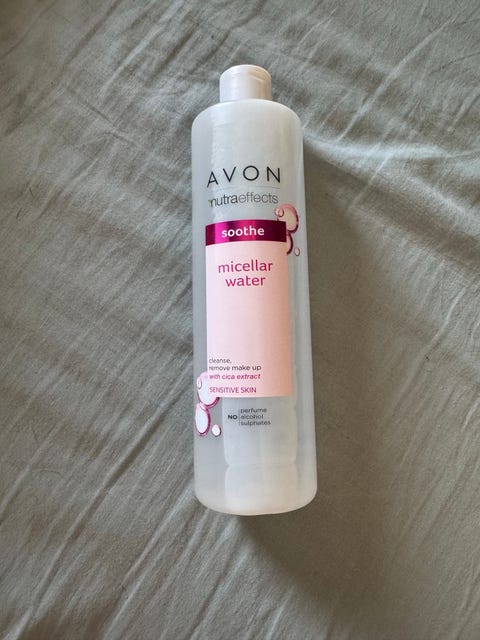 AVON
nutraeffects
soothe
micellar
water
cleanse,
remove make up
with cica extract
SENSITIVE SKIN
NO perfume
alcohol
sulphates